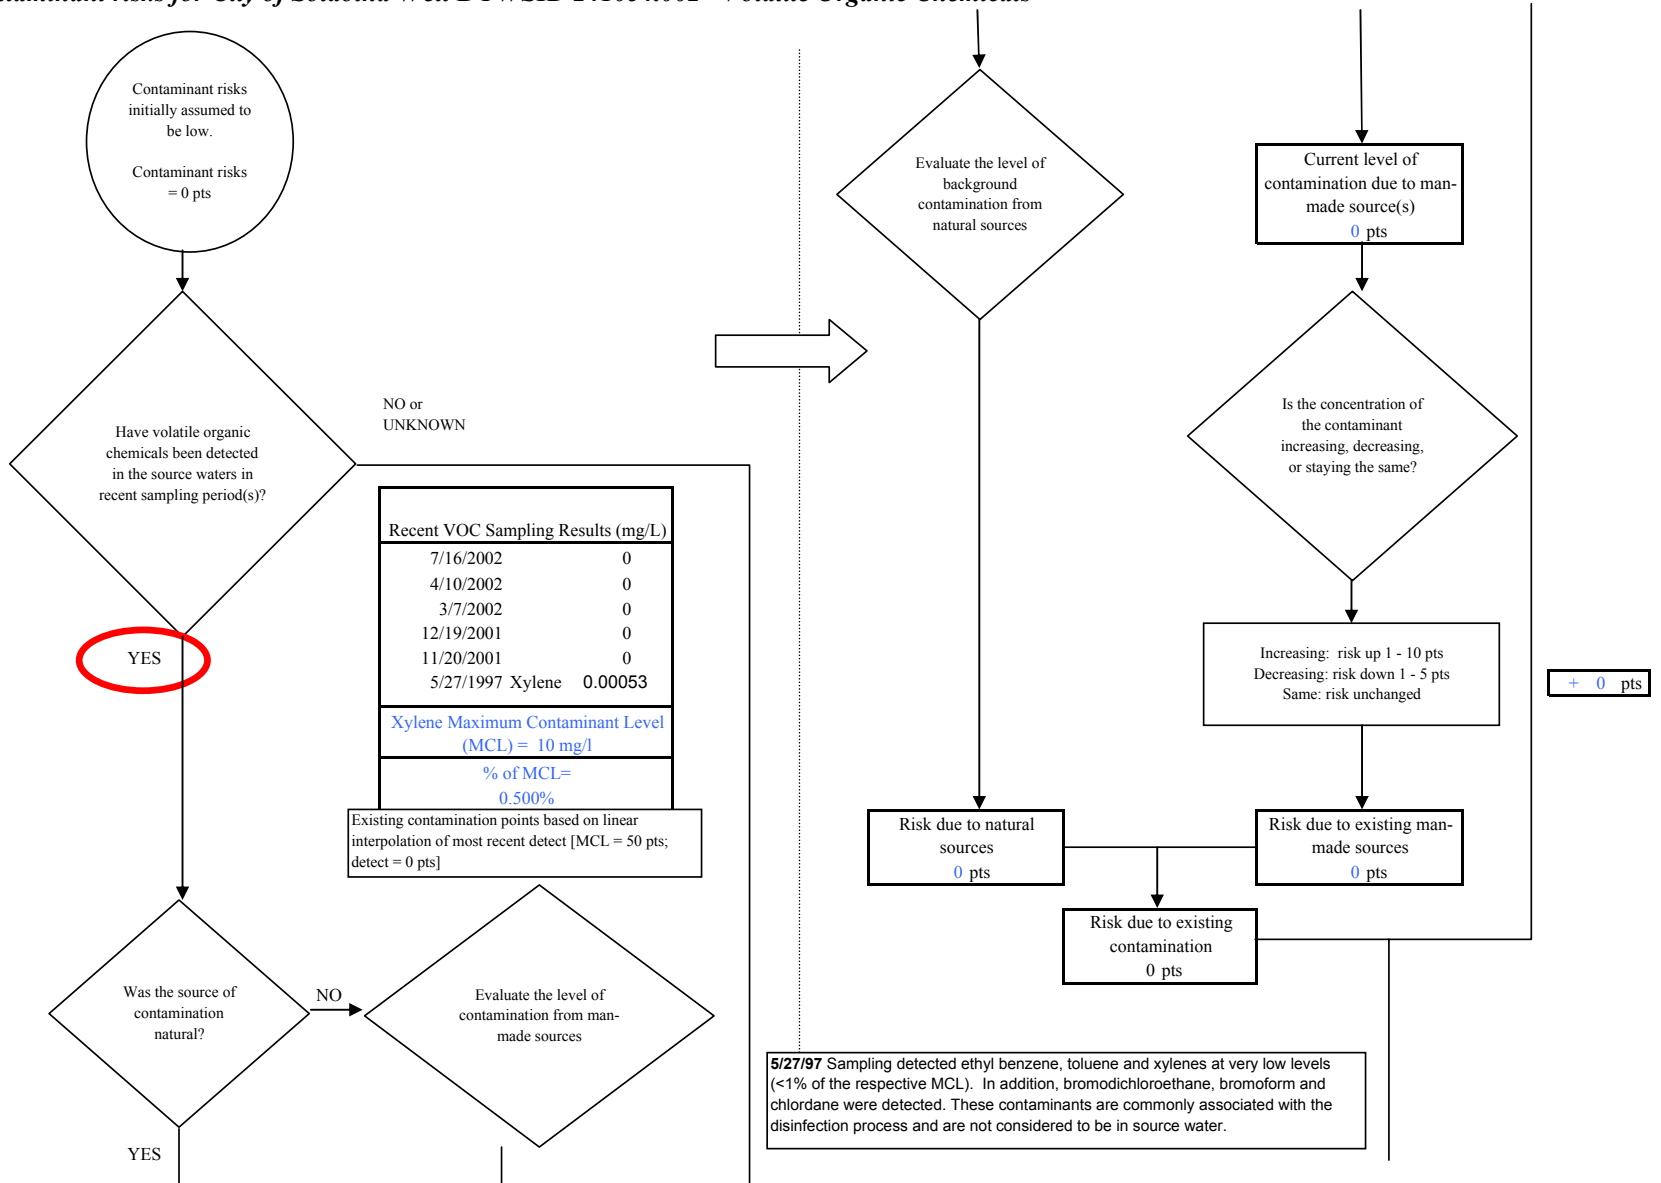 Contaminant risks
initially assumed to
be low.
Contaminant risks
= 0 pts
Have volatile organic
chemicals been detected
in the source waters in
recent sampling period(s)?
NO or
UNKNOWN
YES
Recent VOC Sampling Results (mg/L)
7/16/2002 0
4/10/2002 0
3/7/2002 0
12/19/2001 0
11/20/2001 0
5/27/1997 Xylene 0.00053
Xylene Maximum Contaminant Level
(MCL) = 10 mg/l
% of MCL=
0.500%
Existing contamination points based on linear
interpolation of most recent detect [MCL = 50 pts;
detect = 0 pts]
Was the source of
contamination
natural?
NO
YES
Evaluate the level of
contamination from man-
made sources
Evaluate the level of
background
contamination from
natural sources
Current level of
contamination due to man-
made source(s)
0 pts
Is the concentration of
the contaminant
increasing, decreasing,
or staying the same?
Increasing: risk up 1 - 10 pts
Decreasing: risk down 1 - 5 pts
Same: risk unchanged
+ 0 pts
Risk due to natural
sources
0 pts
Risk due to existing man-
made sources
0 pts
Risk due to existing
contamination
0 pts
5/27/97 Sampling detected ethyl benzene, toluene and xylenes at very low levels
(<1% of the respective MCL). In addition, bromodichloroethane, bromoform and
chlordane were detected. These contaminants are commonly associated with the
disinfection process and are not considered to be in source water.